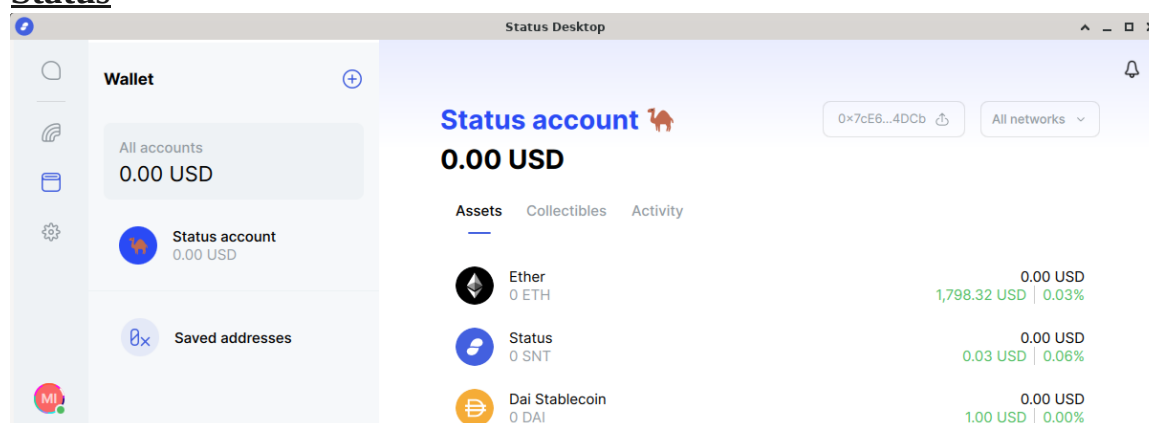 Status
Status Desktop
Wallet
All accounts
0.00 USD
Status account
0.00 USD
Saved addresses
MI
Status account
0.00 USD
0×7cE6...4DCb
All networks
Assets Collectibles Activity
Ether
0 ETH
0.00 USD
1,798.32 USD 0.03%
Status
0 SNT
0.00 USD
0.03 USD 0.06%
Dai Stablecoin
0 DAI
0.00 USD
1.00 USD 0.00%